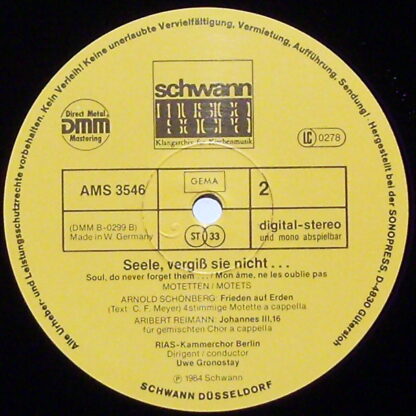 Alle Urheber- und Leistungsschutzrechte vorbehalten. Kein Verleih! Keine unerlaubte Vervielfältigung, Vermietung, Aufführung, Sendung! Hergestellt bei der SONOPRESS, D-4830 Gütersloh
schwann
musica
sacra
Klangarchiv für Kirchenmusik
Direct Metal
DMM
Mastering
LC 0278
AMS 3546
GEMA
2
(DMM B-0299 B)
Made in W. Germany
ST 33
digital-stereo
und mono abspielbar
Seele, vergiß sie nicht . . .
Soul, do never forget them . . . / Mon âme, ne les oublie pas
MOTETTEN / MOTETS
ARNOLD SCHÖNBERG: Frieden auf Erden
(Text C. F. Meyer) 4stimmige Motette a cappella
ARIBERT REIMANN: Johannes III,16
für gemischten Chor a cappella
RIAS-Kammerchor Berlin
Dirigent / conductor
Uwe Gronostay
Ⓟ 1984 Schwann
SCHWANN DÜSSELDORF